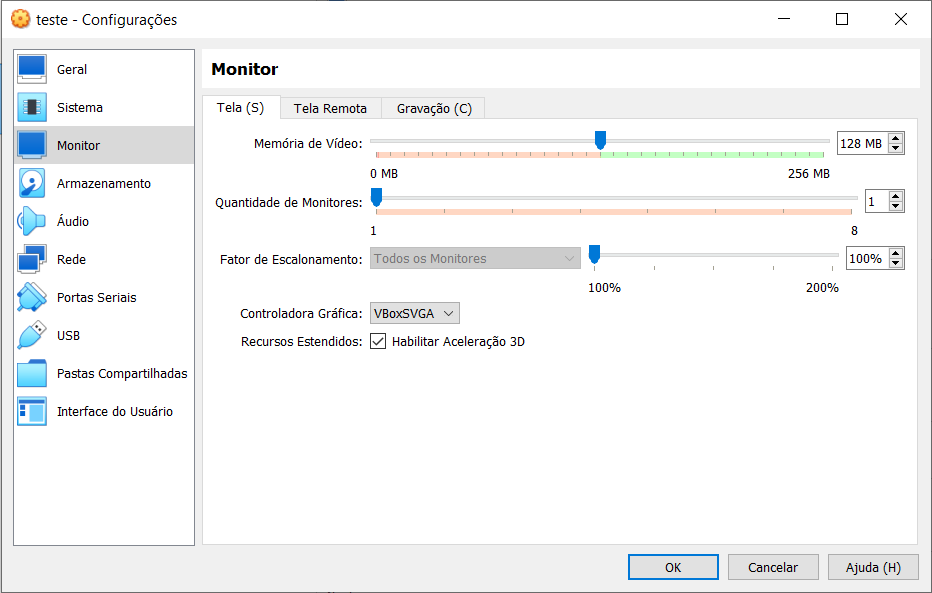 teste - Configurações
Geral
Sistema
Monitor
Armazenamento
Áudio
Rede
Portas Seriais
USB
Pastas Compartilhadas
Interface do Usuário
Monitor
Tela (S) Tela Remota Gravação (C)
Memória de Vídeo: 128 MB
0 MB 256 MB
Quantidade de Monitores: 1
1 8
Fator de Escalonamento: Todos os Monitores 100%
100% 200%
Controladora Gráfica: VBoxSVGA
Recursos Estendidos: Habilitar Aceleração 3D
OK Cancelar Ajuda (H)